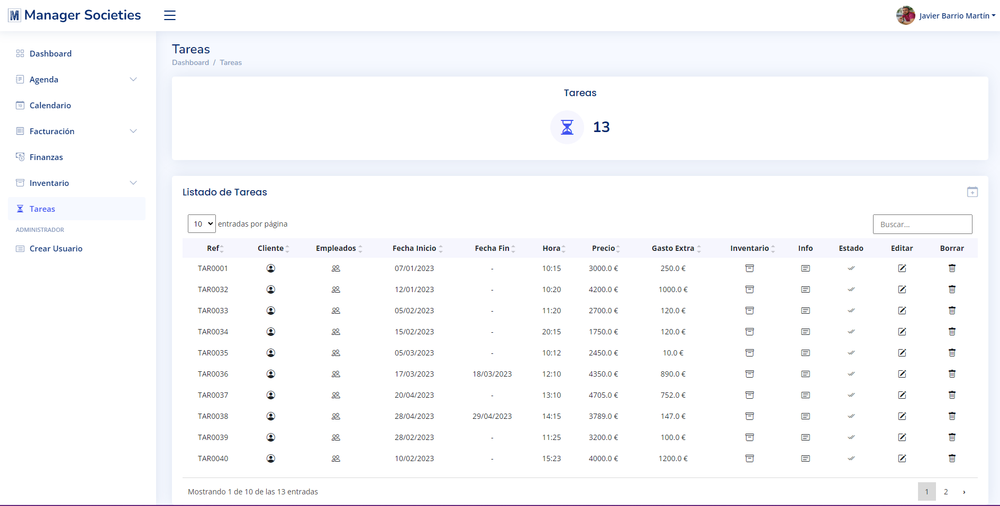 M Manager Societies
Javier Barrio Martín
Dashboard
Agenda
19 Calendario
Facturación
Finanzas
Inventario
Tareas
ADMINISTRADOR
Crear Usuario
Tareas
Dashboard / Tareas
Tareas
13
Listado de Tareas
10 entradas por página
Buscar...
Ref Cliente Empleados Fecha Inicio Fecha Fin Hora Precio Gasto Extra Inventario Info Estado Editar Borrar
TAR0001 07/01/2023 - 10:15 3000.0 € 250.0 €
TAR0032 12/01/2023 - 10:20 4200.0 € 1000.0 €
TAR0033 05/02/2023 - 11:20 2700.0 € 120.0 €
TAR0034 15/02/2023 - 20:15 1750.0 € 120.0 €
TAR0035 05/03/2023 - 10:12 2450.0 € 10.0 €
TAR0036 17/03/2023 18/03/2023 12:10 4350.0 € 890.0 €
TAR0037 20/04/2023 - 13:10 4705.0 € 752.0 €
TAR0038 28/04/2023 29/04/2023 14:15 3789.0 € 147.0 €
TAR0039 28/02/2023 - 11:25 3200.0 € 100.0 €
TAR0040 10/02/2023 - 15:23 4000.0 € 1200.0 €
Mostrando 1 de 10 de las 13 entradas
1 2 ›